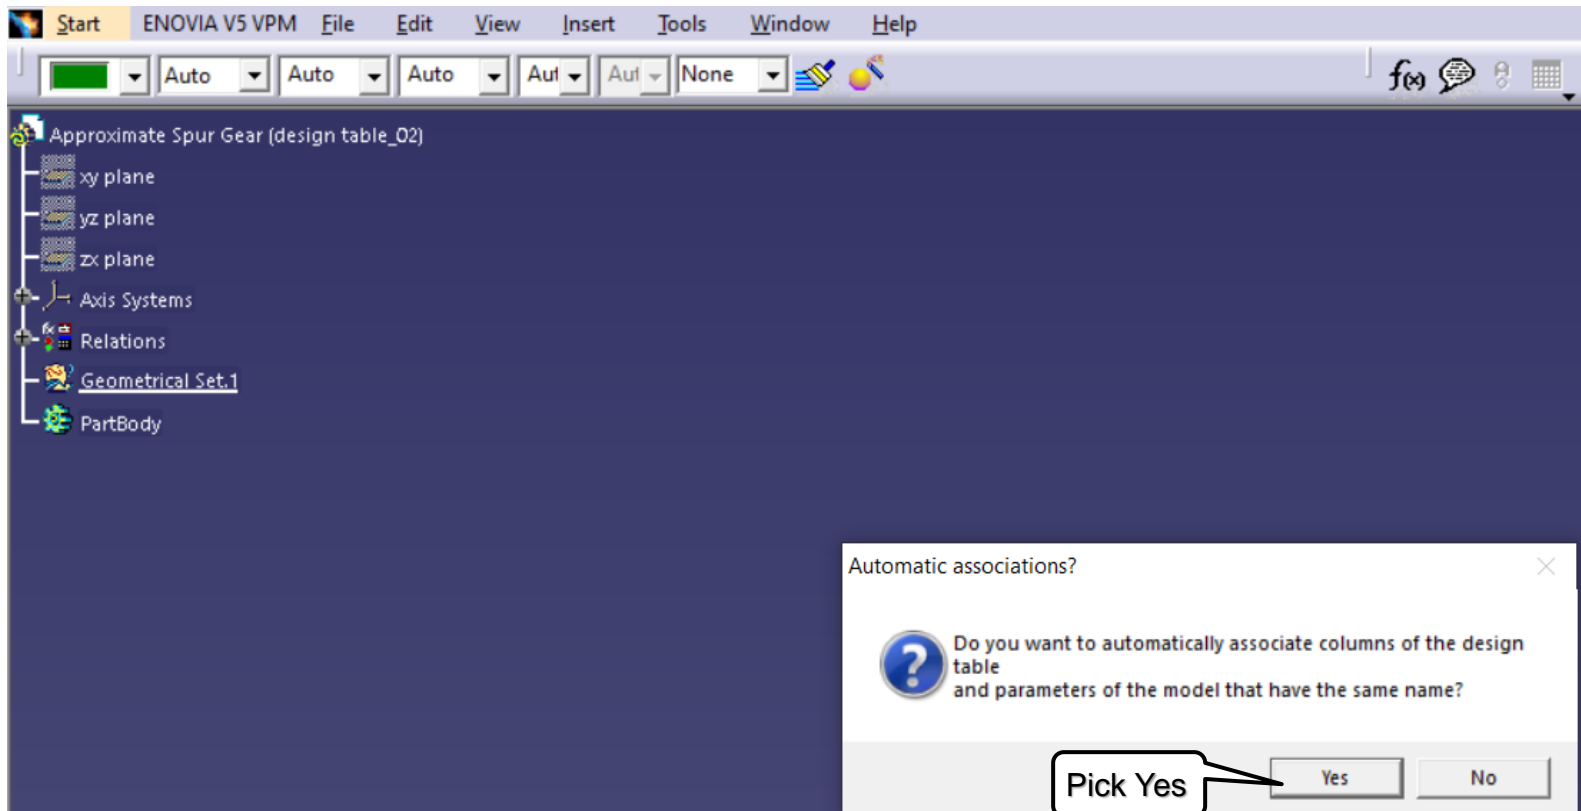 Start ENOVIA V5 VPM File Edit View Insert Tools Window Help
Auto Auto Auto Aut Aut None f(x)
Approximate Spur Gear (design table_02)
xy plane
yz plane
zx plane
Axis Systems
Relations
Geometrical Set.1
PartBody
Automatic associations?
Do you want to automatically associate columns of the design
table
and parameters of the model that have the same name?
Pick Yes
Yes No